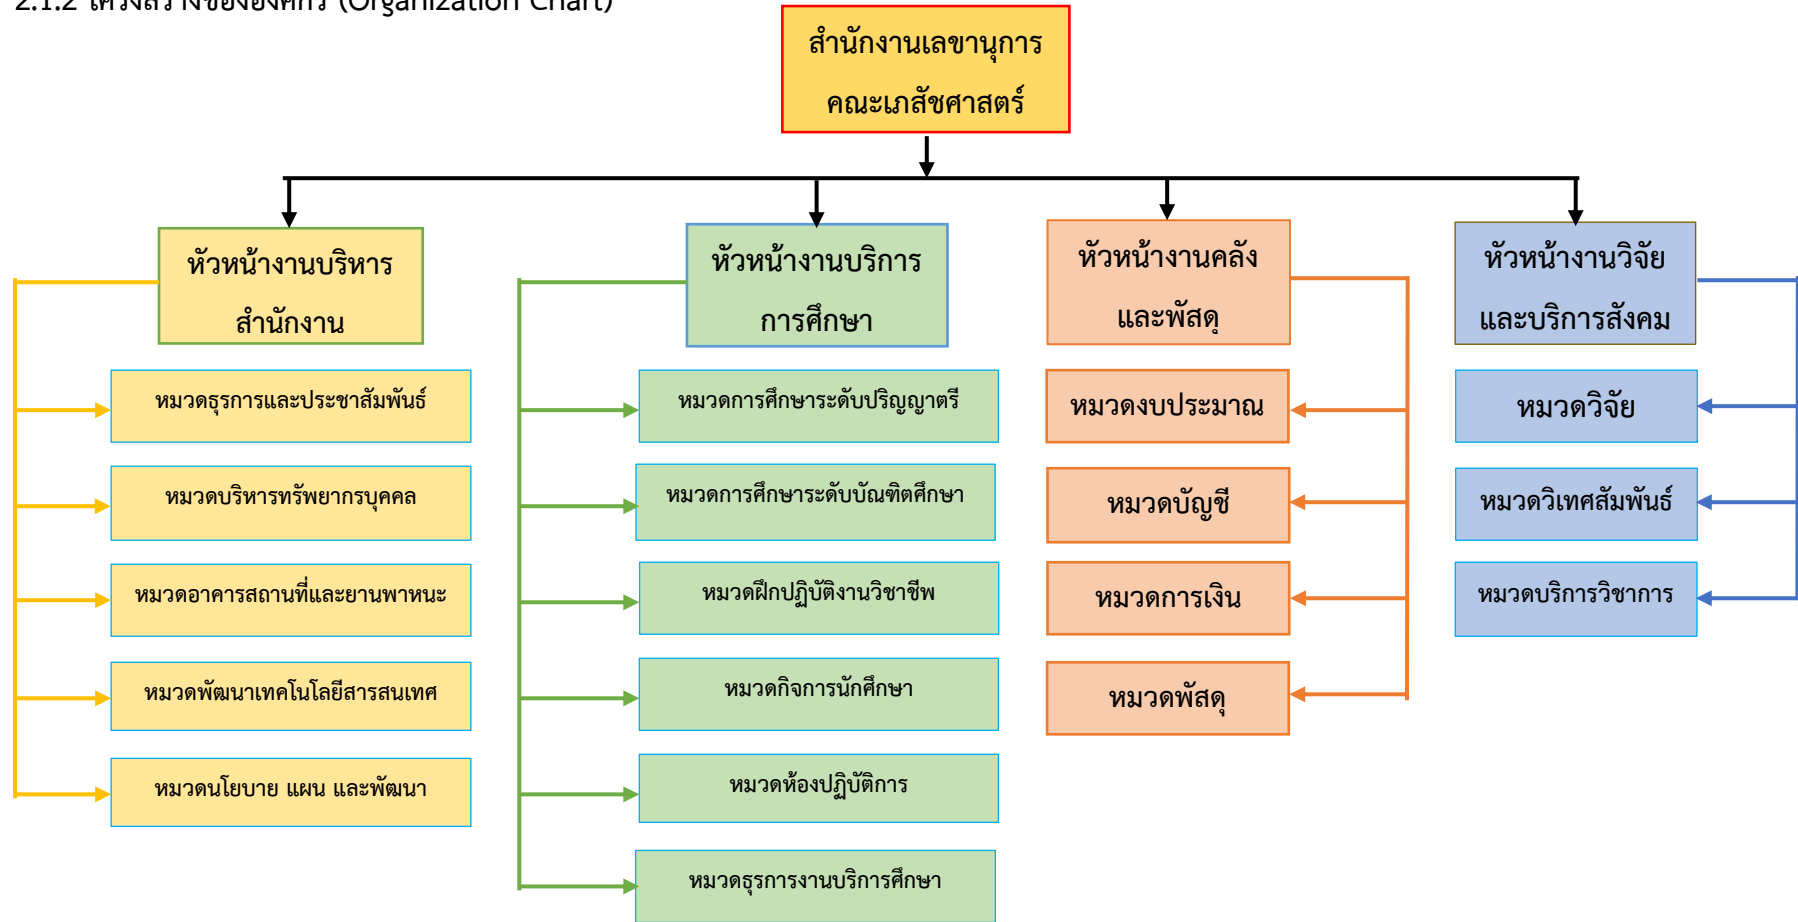 2.1.2 โครงสร้างขององค์กร (Organization Chart)
สำนักงานเลขานุการ
คณะเภสัชศาสตร์
หัวหน้างานบริหาร
สำนักงาน
หมวดธุรการและประชาสัมพันธ์
หมวดบริหารทรัพยากรบุคคล
หมวดอาคารสถานที่และยานพาหนะ
หมวดพัฒนาเทคโนโลยีสารสนเทศ
หมวดนโยบาย แผน และพัฒนา
หัวหน้างานบริการ
การศึกษา
หมวดการศึกษาระดับปริญญาตรี
หมวดการศึกษาระดับบัณฑิตศึกษา
หมวดฝึกปฏิบัติงานวิชาชีพ
หมวดกิจการนักศึกษา
หมวดห้องปฏิบัติการ
หมวดธุรการงานบริการศึกษา
หัวหน้างานคลัง
และพัสดุ
หมวดงบประมาณ
หมวดบัญชี
หมวดการเงิน
หมวดพัสดุ
หัวหน้างานวิจัย
และบริการสังคม
หมวดวิจัย
หมวดวิเทศสัมพันธ์
หมวดบริการวิชาการ